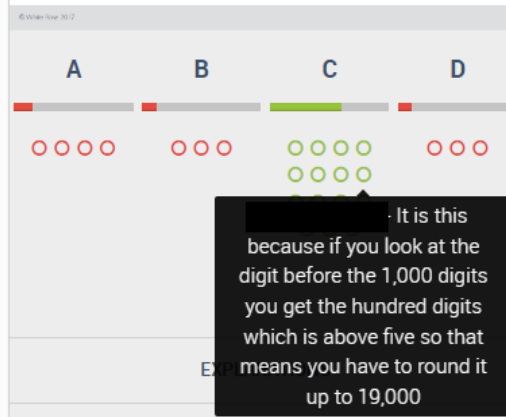 © White Rose 2017
A B C D
- It is this
because if you look at the
digit before the 1,000 digits
you get the hundred digits
which is above five so that
means you have to round it
up to 19,000